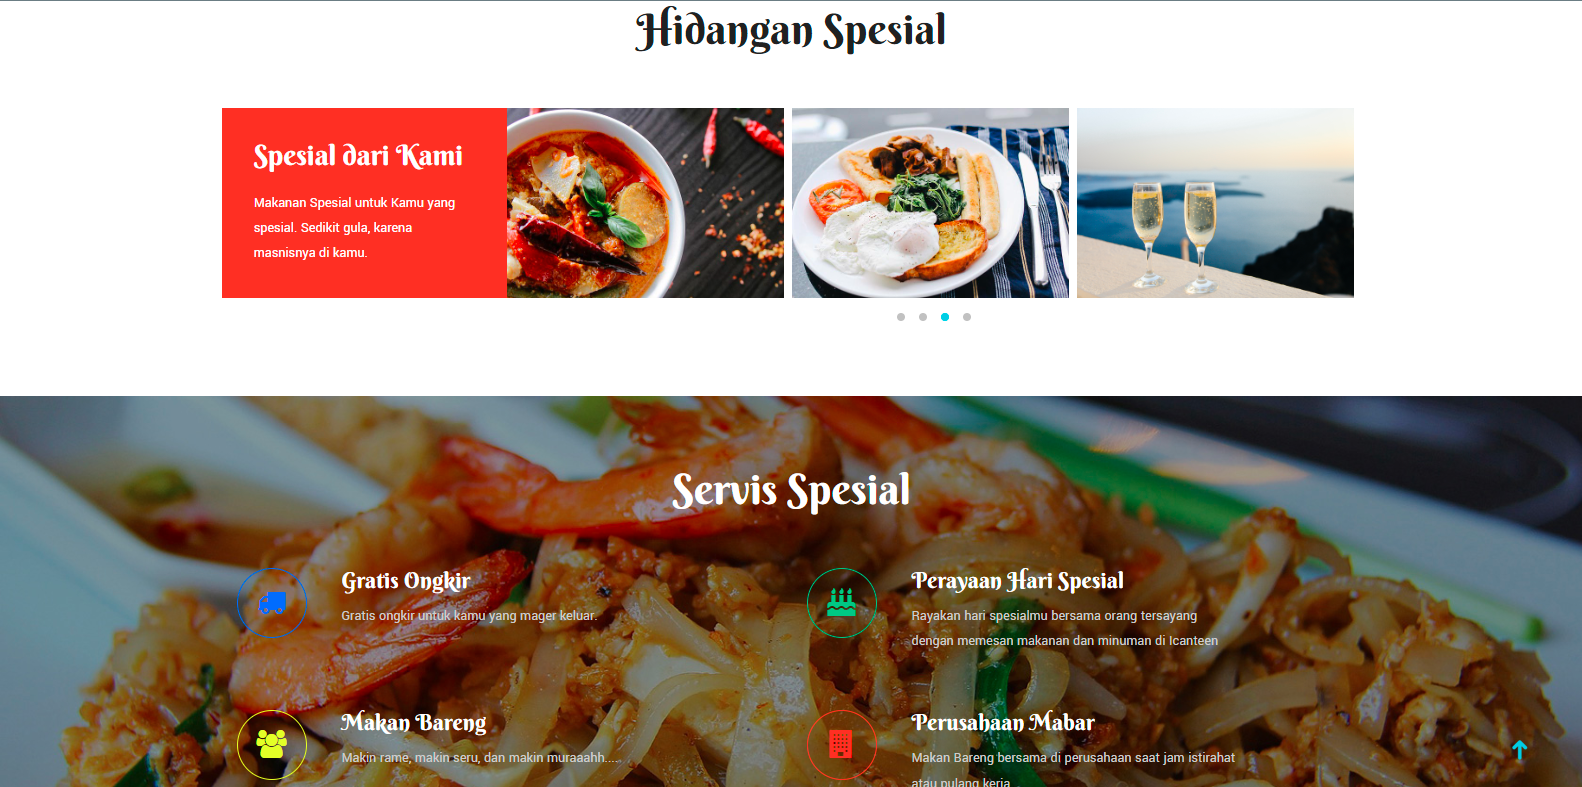 Hidangan Spesial
Spesial dari Kami
Makanan Spesial untuk Kamu yang
spesial. Sedikit gula, karena
masnisnya di kamu.
Servis Spesial
Gratis Ongkir
Gratis ongkir untuk kamu yang mager keluar.
Perayaan Hari Spesial
Rayakan hari spesialmu bersama orang tersayang
dengan memesan makanan dan minuman di Icanteen
Makan Bareng
Makin rame, makin seru, dan makin muraaahh....
Perusahaan Mabar
Makan Bareng bersama di perusahaan saat jam istirahat
atau pulang kerja